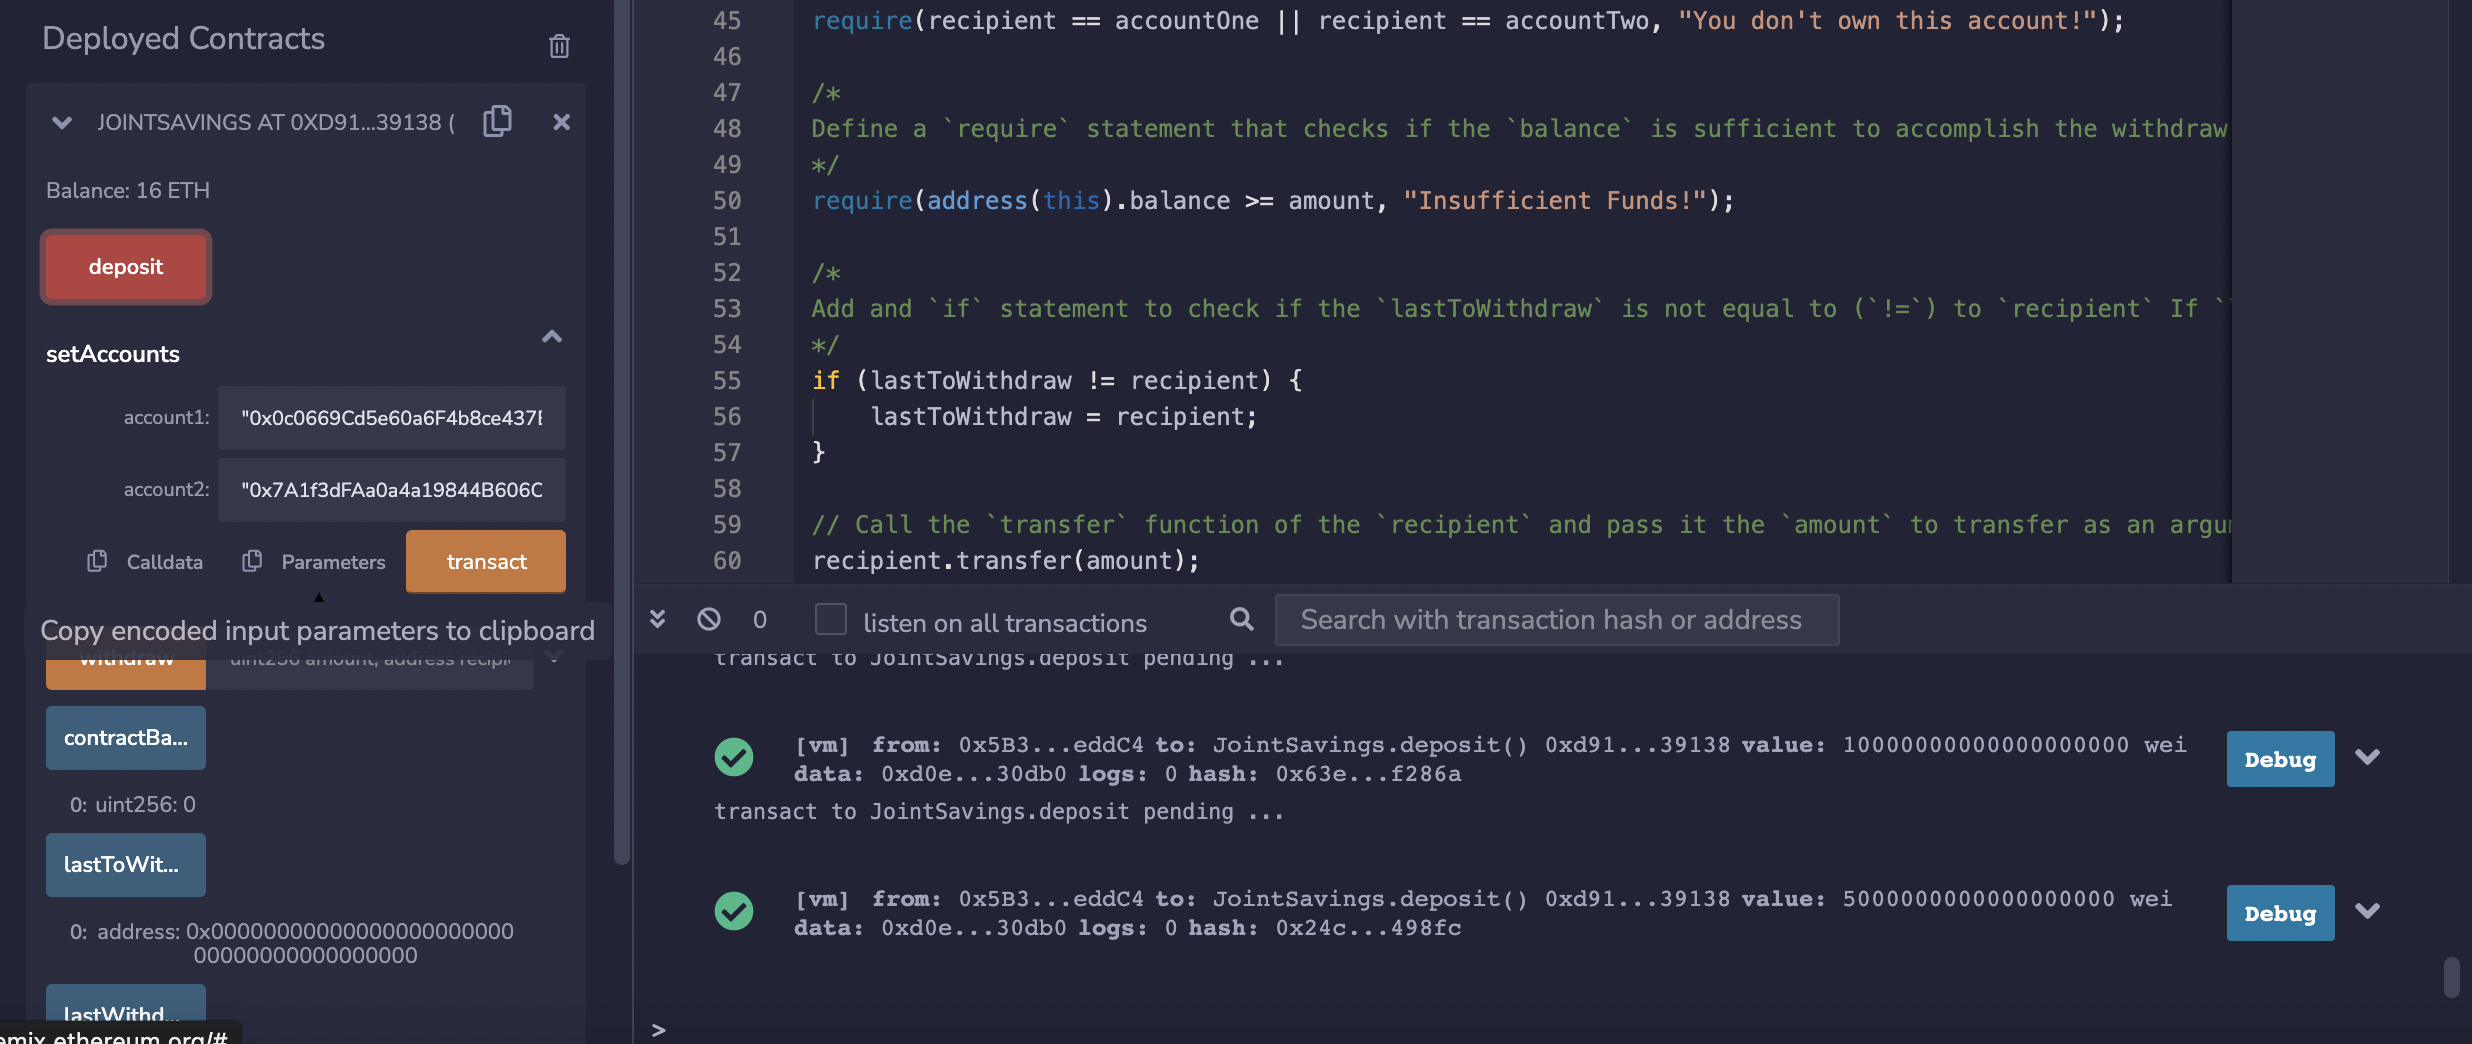 Deployed Contracts
JOINTSAVINGS AT 0XD91...39138 (
Balance: 16 ETH
deposit
setAccounts
account1: "0x0c0669Cd5e60a6F4b8ce437E
account2: "0x7A1f3dFAa0a4a19844B606C
Calldata Parameters transact
Copy encoded input parameters to clipboard
withdraw uint256 amount, address recipi
contractBa...
0: uint256: 0
lastToWit...
0: address: 0x00000000000000000000000
00000000000000000
lastWithd...
emix.ethereum.org/#
45 require(recipient == accountOne || recipient == accountTwo, "You don't own this account!");
46
47 /*
48 Define a `require` statement that checks if the `balance` is sufficient to accomplish the withdraw
49 */
50 require(address(this).balance >= amount, "Insufficient Funds!");
51
52 /*
53 Add and `if` statement to check if the `lastToWithdraw` is not equal to (`!=`) to `recipient` If `
54 */
55 if (lastToWithdraw != recipient) {
56 lastToWithdraw = recipient;
57 }
58
59 // Call the `transfer` function of the `recipient` and pass it the `amount` to transfer as an argu
60 recipient.transfer(amount);
0 listen on all transactions Search with transaction hash or address
transact to JointSavings.deposit pending ...
[vm] from: 0x5B3...eddC4 to: JointSavings.deposit() 0xd91...39138 value: 10000000000000000000 wei
data: 0xd0e...30db0 logs: 0 hash: 0x63e...f286a
Debug
transact to JointSavings.deposit pending ...
[vm] from: 0x5B3...eddC4 to: JointSavings.deposit() 0xd91...39138 value: 5000000000000000000 wei
data: 0xd0e...30db0 logs: 0 hash: 0x24c...498fc
Debug
>